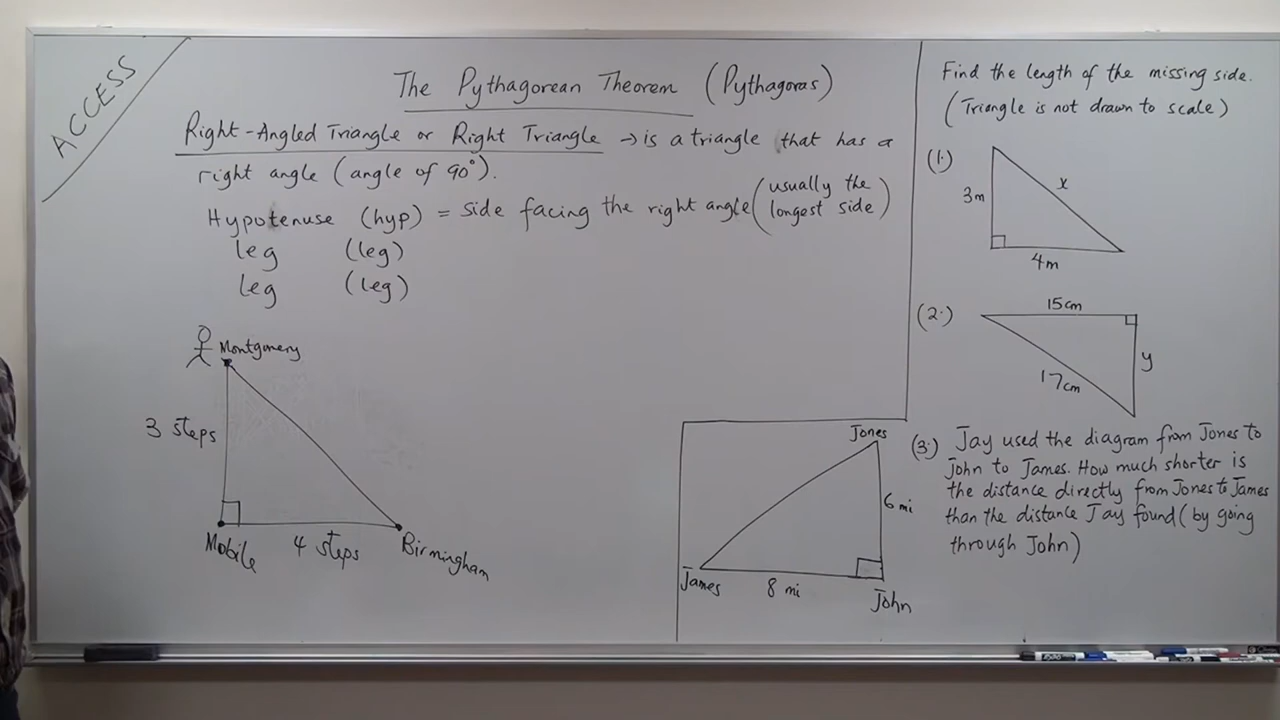 ACCESS
The Pythagorean Theorem (Pythagoras)
Right-Angled Triangle or Right Triangle → is a triangle that has a
right angle (angle of 90°).
Hypotenuse (hyp) = side facing the right angle (usually the
longest side)
leg (leg)
leg (leg)
Montgomery
3 steps
Mobile
4 steps
Birmingham
Jones
6 mi
James
8 mi
John
Find the length of the missing side.
(Triangle is not drawn to scale)
(1.)
3m
x
4m
(2.)
15cm
y
17cm
(3.) Jay used the diagram from Jones to
John to James. How much shorter is
the distance directly from Jones to James
than the distance Jay found (by going
through John)